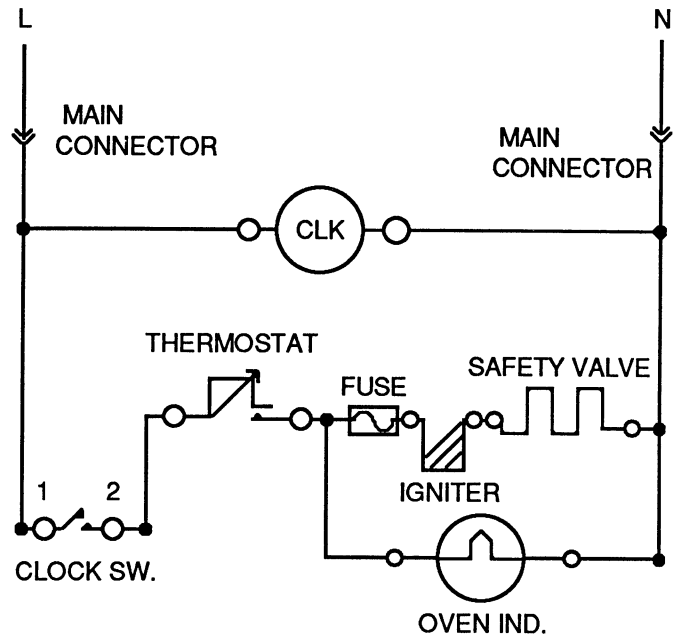 L
N
MAIN
CONNECTOR
MAIN
CONNECTOR
CLK
THERMOSTAT
FUSE
SAFETY VALVE
IGNITER
1
2
CLOCK SW.
OVEN IND.